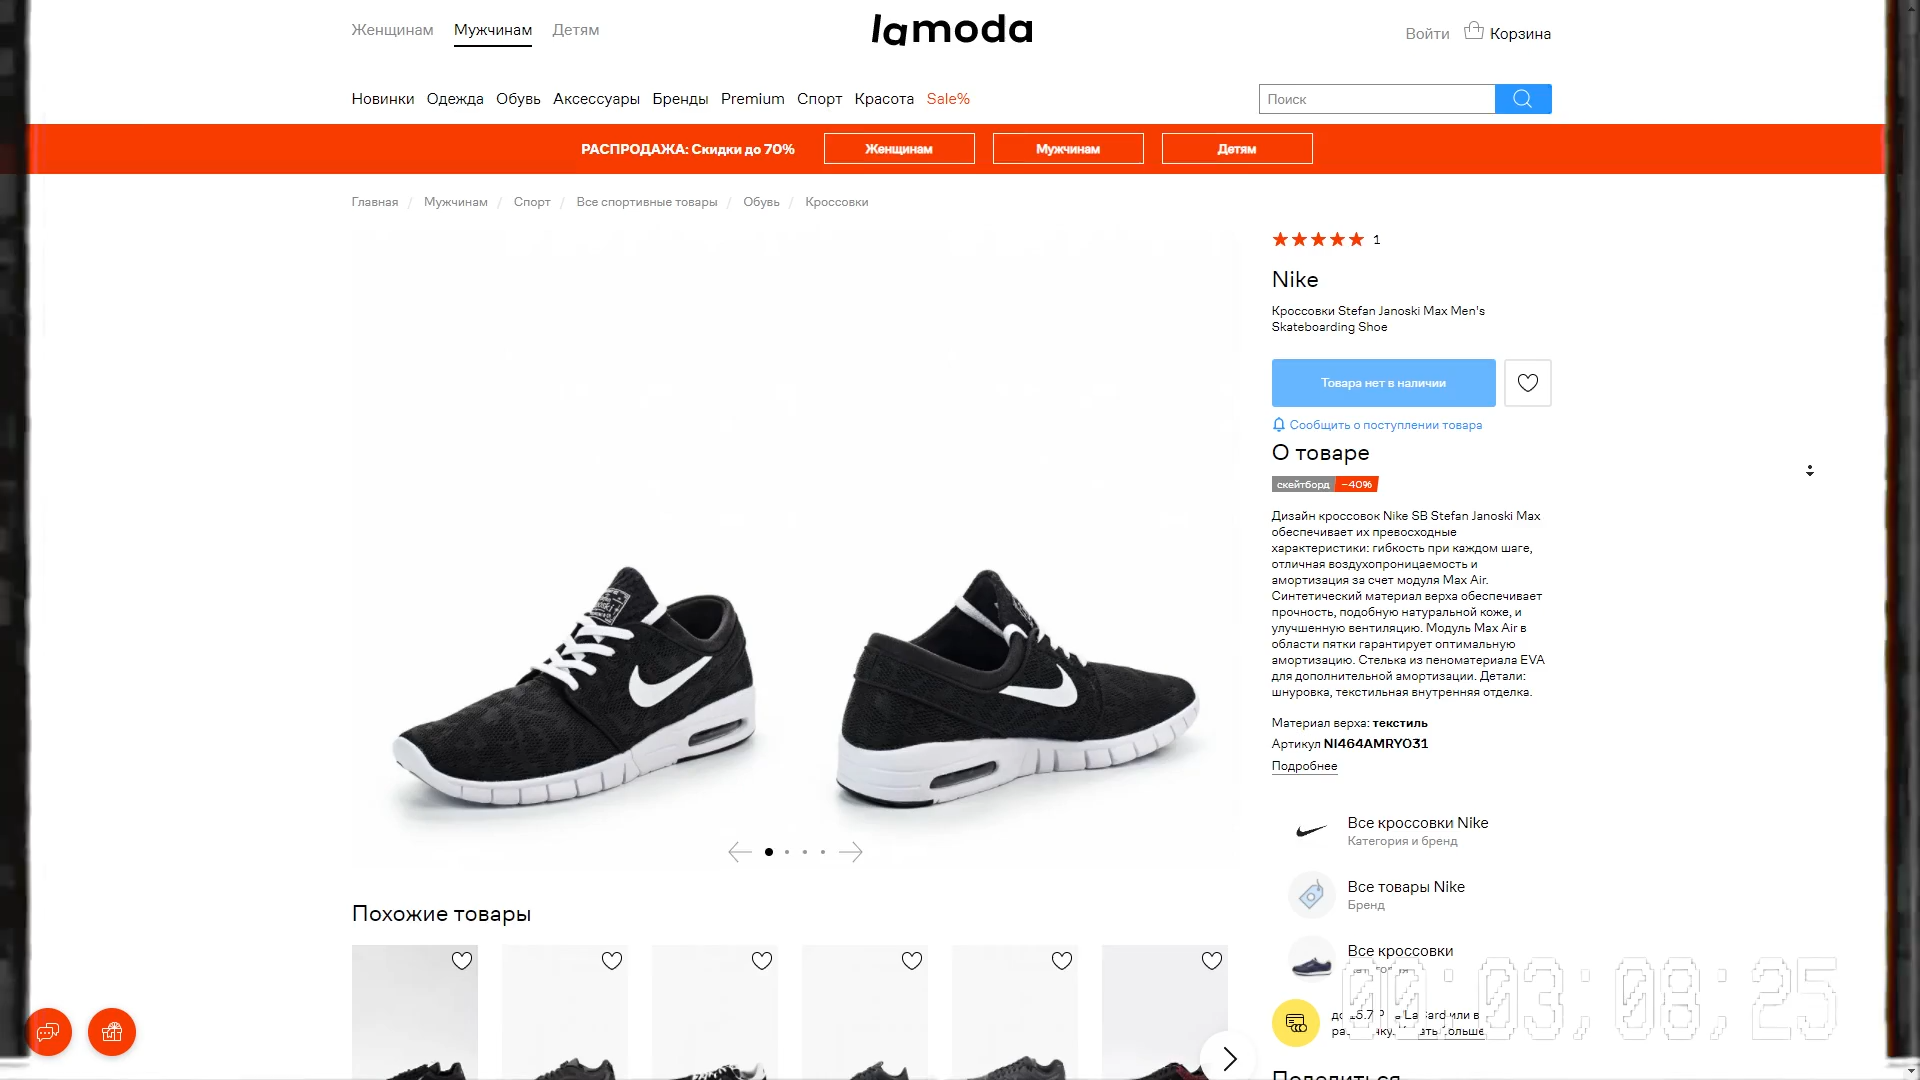 Женщинам Мужчинам Детям
lamoda
Войти Корзина
Новинки Одежда Обувь Аксессуары Бренды Premium Спорт Красота Sale%
Поиск
РАСПРОДАЖА: Скидки до 70% Женщинам Мужчинам Детям
Главная / Мужчинам / Спорт / Все спортивные товары / Обувь / Кроссовки
1
Nike
Кроссовки Stefan Janoski Max Men's
Skateboarding Shoe
Товара нет в наличии
Сообщить о поступлении товара
О товаре
скейтборд −40%
Дизайн кроссовок Nike SB Stefan Janoski Max
обеспечивает их превосходные
характеристики: гибкость при каждом шаге,
отличная воздухопроницаемость и
амортизация за счет модуля Max Air.
Синтетический материал верха обеспечивает
прочность, подобную натуральной коже, и
улучшенную вентиляцию. Модуль Max Air в
области пятки гарантирует оптимальную
амортизацию. Стелька из пеноматериала EVA
для дополнительной амортизации. Детали:
шнуровка, текстильная внутренняя отделка.
Материал верха: текстиль
Артикул NI464AMRYO31
Подробнее
Все кроссовки Nike
Категория и бренд
Все товары Nike
Бренд
Все кроссовки
00:03:08:25
Похожие товары
Поделиться